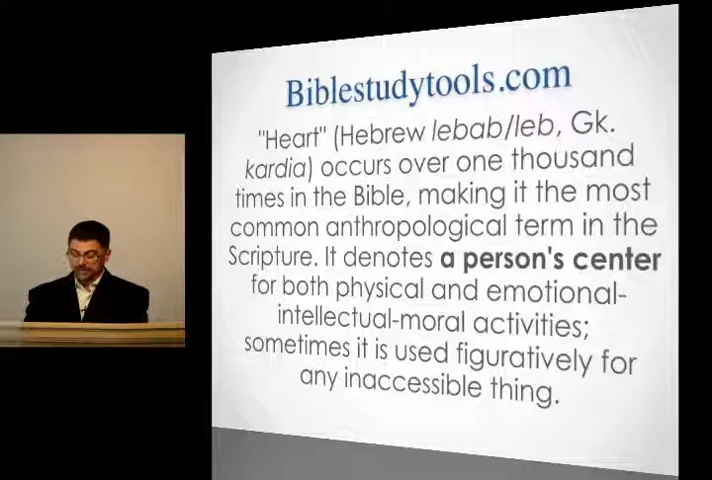 Biblestudytools.com
"Heart" (Hebrew lebab/leb, Gk.
kardia) occurs over one thousand
times in the Bible, making it the most
common anthropological term in the
Scripture. It denotes a person's center
for both physical and emotional-
intellectual-moral activities;
sometimes it is used figuratively for
any inaccessible thing.